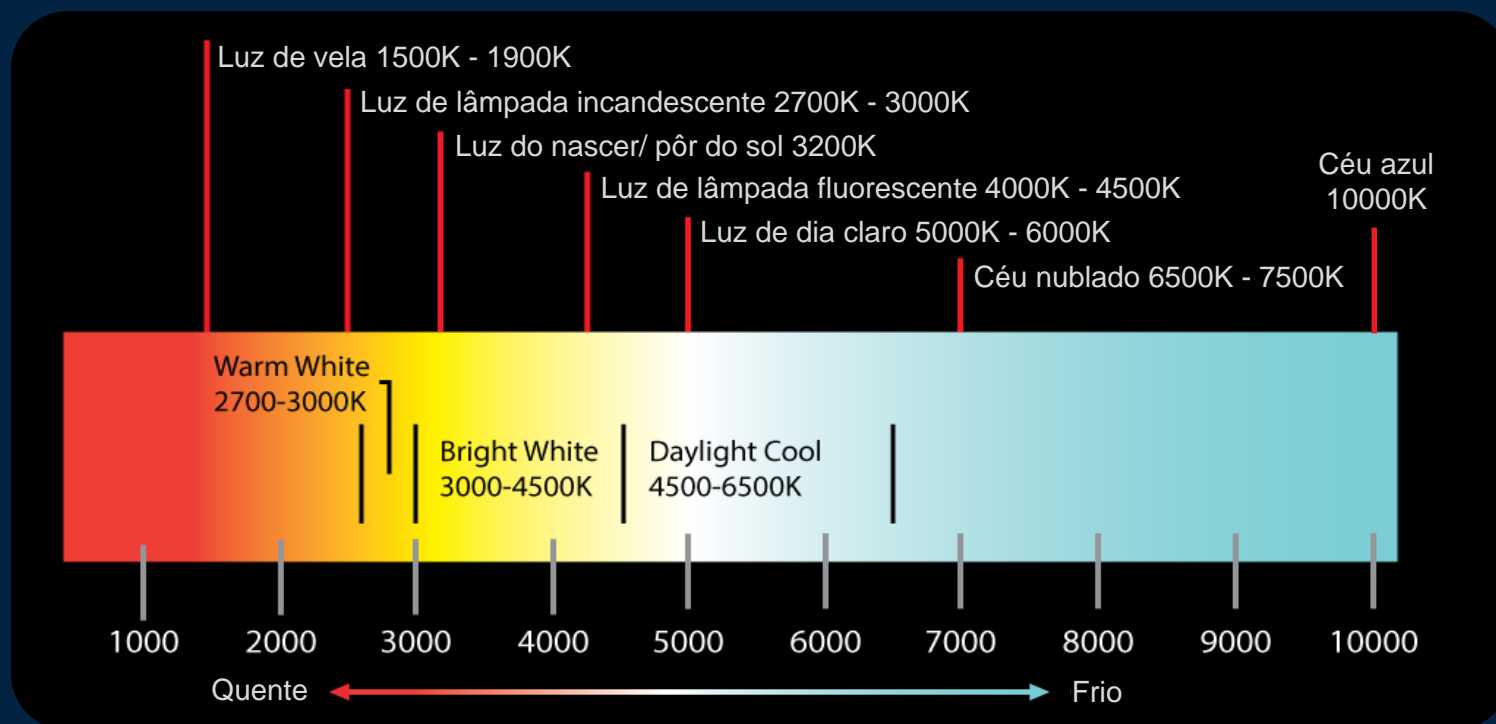 Luz de vela 1500K - 1900K
Luz de lâmpada incandescente 2700K - 3000K
Luz do nascer/ pôr do sol 3200K
Luz de lâmpada fluorescente 4000K - 4500K
Luz de dia claro 5000K - 6000K
Céu nublado 6500K - 7500K
Céu azul
10000K
Warm White
2700-3000K
Bright White
3000-4500K
Daylight Cool
4500-6500K
1000 2000 3000 4000 5000 6000 7000 8000 9000 10000
Quente Frio